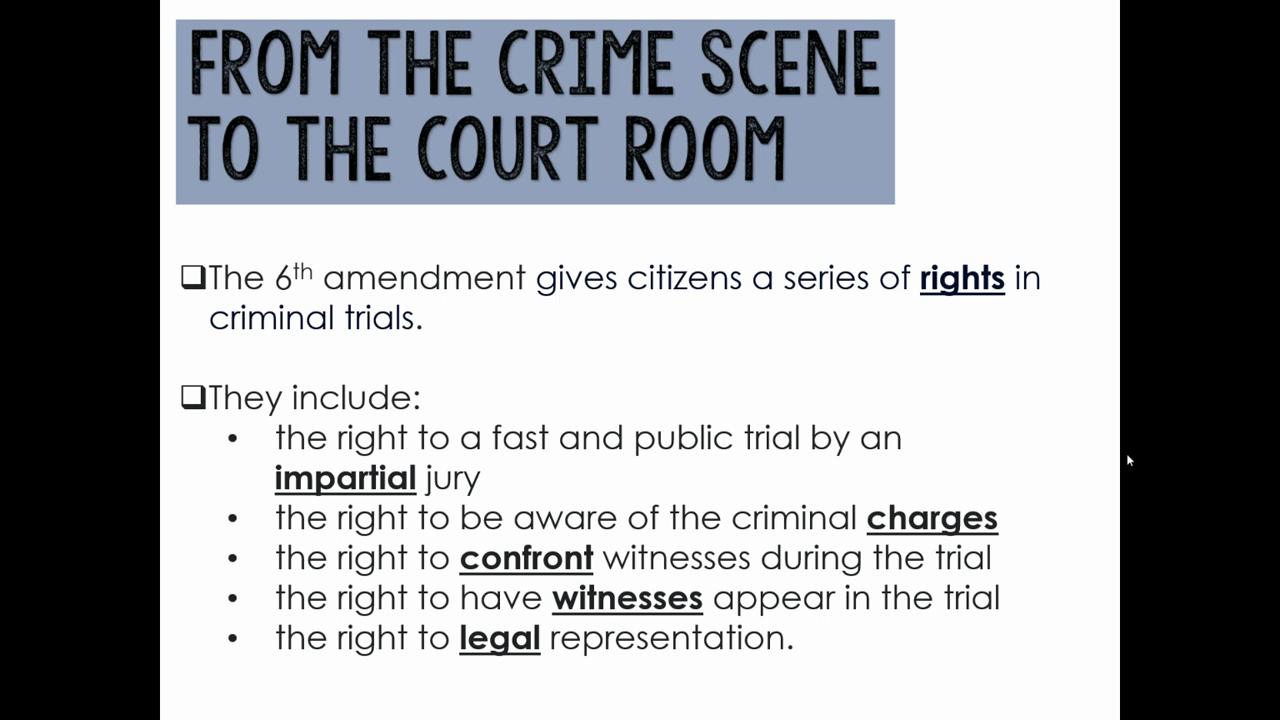 FROM THE CRIME SCENE
TO THE COURT ROOM
❑The 6th amendment gives citizens a series of rights in
criminal trials.
❑They include:
• the right to a fast and public trial by an
impartial jury
• the right to be aware of the criminal charges
• the right to confront witnesses during the trial
• the right to have witnesses appear in the trial
• the right to legal representation.